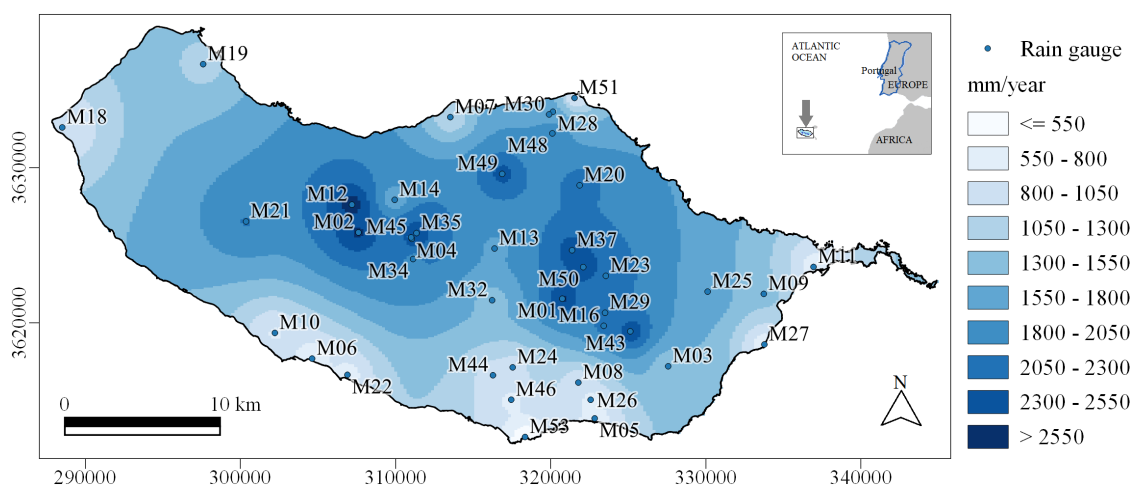 M19
M18
M07
M30
M51
M28
M48
M49
M20
M12
M14
M21
M02
M45
M35
M04
M34
M13
M37
M50
M23
M32
M01
M16
M29
M43
M25
M09
M11
M27
M03
M10
M06
M22
M44
M24
M08
M46
M26
M53
M05
ATLANTIC
OCEAN
Portugal
EUROPE
AFRICA
N
0 10 km
3630000
3620000
290000 300000 310000 320000 330000 340000
Rain gauge
mm/year
<= 550
550 - 800
800 - 1050
1050 - 1300
1300 - 1550
1550 - 1800
1800 - 2050
2050 - 2300
2300 - 2550
> 2550